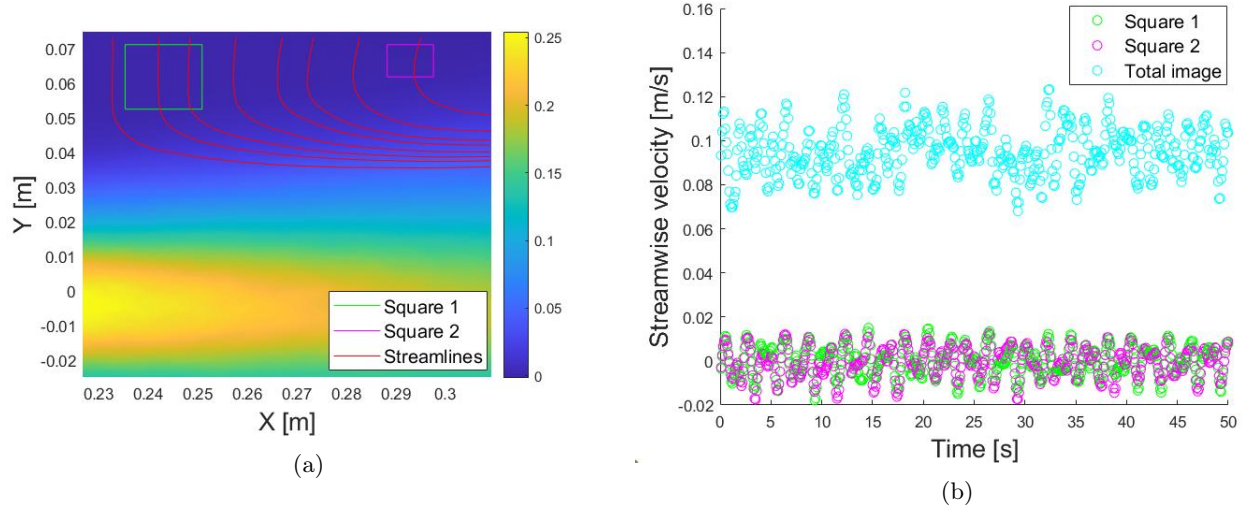 0.07
0.06
0.05
0.04
0.03
0.02
0.01
0
-0.01
-0.02
Y [m]
0.23 0.24 0.25 0.26 0.27 0.28 0.29 0.3
X [m]
0.25
0.2
0.15
0.1
0.05
0
Square 1
Square 2
Streamlines
(a)
0.16
0.14
0.12
0.1
0.08
0.06
0.04
0.02
0
-0.02
Streamwise velocity [m/s]
0 5 10 15 20 25 30 35 40 45 50
Time [s]
Square 1
Square 2
Total image
(b)